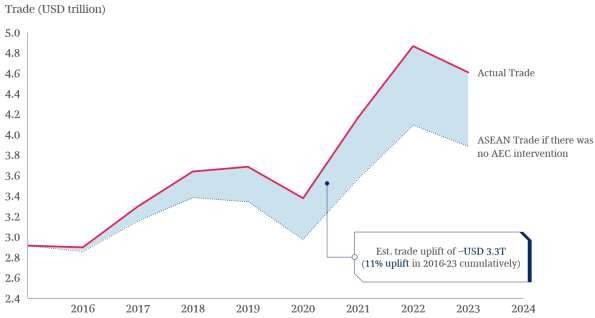 Trade (USD trillion)
5.0
4.8
4.6
4.4
4.2
4.0
3.8
3.6
3.4
3.2
3.0
2.8
2.6
2.4
Actual Trade
ASEAN Trade if there was
no AEC intervention
Est. trade uplift of ~USD 3.3T
(11% uplift in 2016-23 cumulatively)
2016 2017 2018 2019 2020 2021 2022 2023 2024